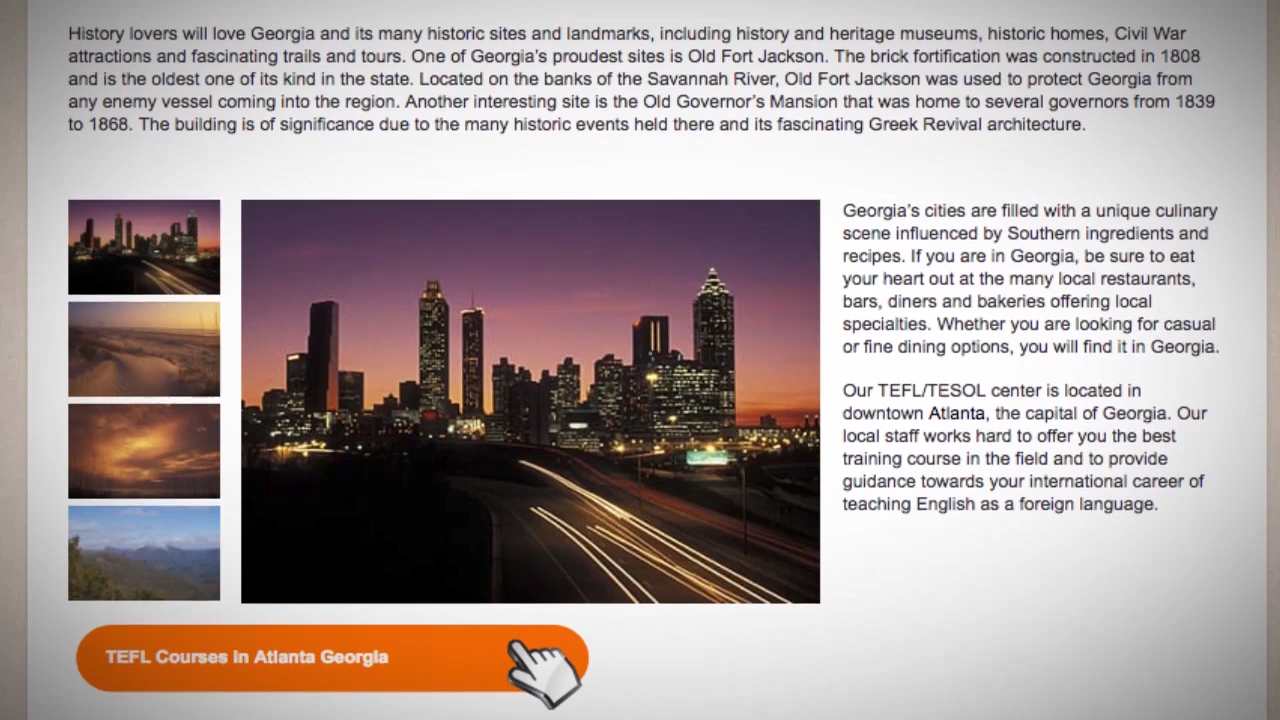 History lovers will love Georgia and its many historic sites and landmarks, including history and heritage museums, historic homes, Civil War
attractions and fascinating trails and tours. One of Georgia's proudest sites is Old Fort Jackson. The brick fortification was constructed in 1808
and is the oldest one of its kind in the state. Located on the banks of the Savannah River, Old Fort Jackson was used to protect Georgia from
any enemy vessel coming into the region. Another interesting site is the Old Governor's Mansion that was home to several governors from 1839
to 1868. The building is of significance due to the many historic events held there and its fascinating Greek Revival architecture.
Georgia's cities are filled with a unique culinary
scene influenced by Southern ingredients and
recipes. If you are in Georgia, be sure to eat
your heart out at the many local restaurants,
bars, diners and bakeries offering local
specialties. Whether you are looking for casual
or fine dining options, you will find it in Georgia.
Our TEFL/TESOL center is located in
downtown Atlanta, the capital of Georgia. Our
local staff works hard to offer you the best
training course in the field and to provide
guidance towards your international career of
teaching English as a foreign language.
TEFL Courses in Atlanta Georgia